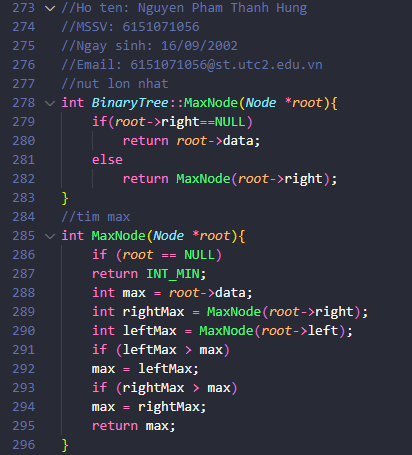 273 //Ho ten: Nguyen Pham Thanh Hung
274 //MSSV: 6151071056
275 //Ngay sinh: 16/09/2002
276 //Email: 6151071056@st.utc2.edu.vn
277 //nut lon nhat
278 int BinaryTree::MaxNode(Node *root){
279     if(root->right==NULL)
280         return root->data;
281     else
282         return MaxNode(root->right);
283 }
284 //tim max
285 int MaxNode(Node *root){
286     if (root == NULL)
287     return INT_MIN;
288     int max = root->data;
289     int rightMax = MaxNode(root->right);
290     int leftMax = MaxNode(root->left);
291     if (leftMax > max)
292     max = leftMax;
293     if (rightMax > max)
294     max = rightMax;
295     return max;
296 }